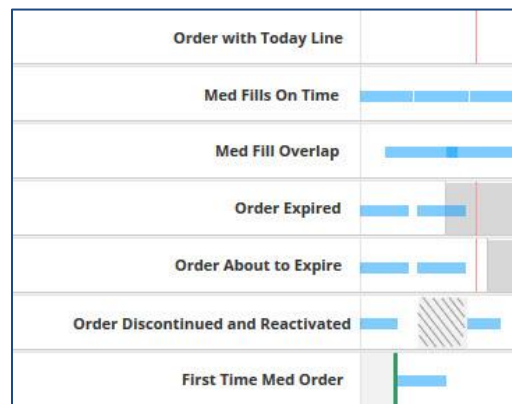 Order with Today Line
Med Fills On Time
Med Fill Overlap
Order Expired
Order About to Expire
Order Discontinued and Reactivated
First Time Med Order